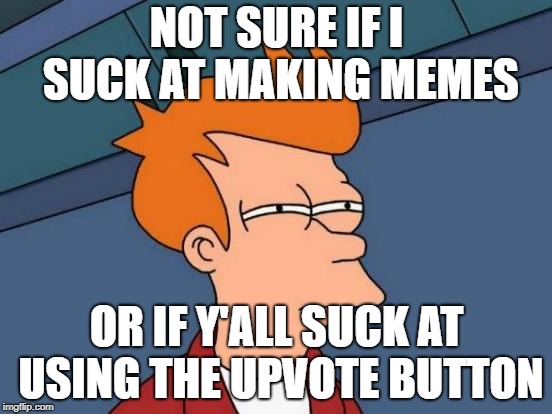 NOT SURE IF I
SUCK AT MAKING MEMES
OR IF Y'ALL SUCK AT
USING THE UPVOTE BUTTON
imgflip.com